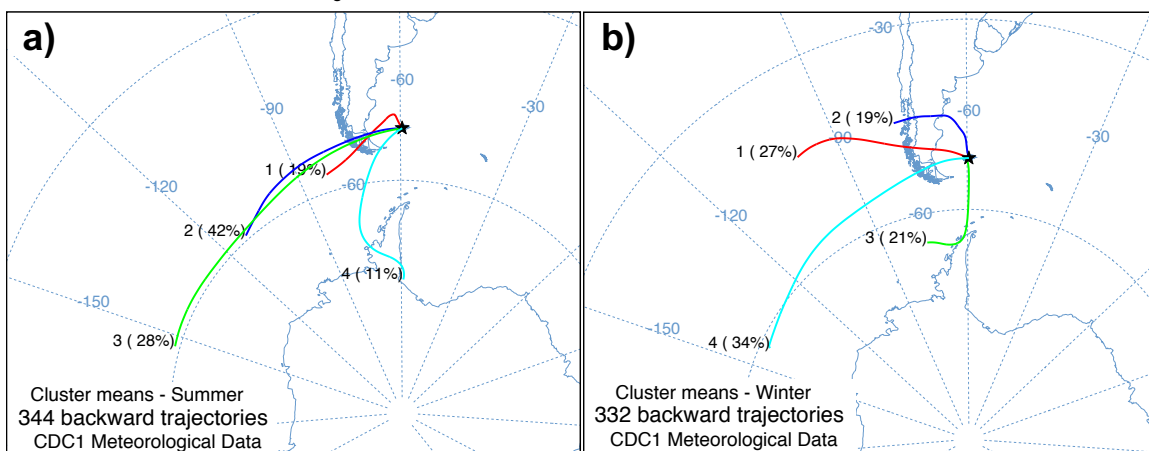 a)
-60
-90
-30
1 ( 19%)
-120
-60
2 ( 42%)
4 ( 11%)
-150
3 ( 28%)
Cluster means - Summer
344 backward trajectories
CDC1 Meteorological Data
b)
-30
-60
2 ( 19%)
-90
-30
1 ( 27%)
-120
-60
3 ( 21%)
-150
4 ( 34%)
Cluster means - Winter
332 backward trajectories
CDC1 Meteorological Data